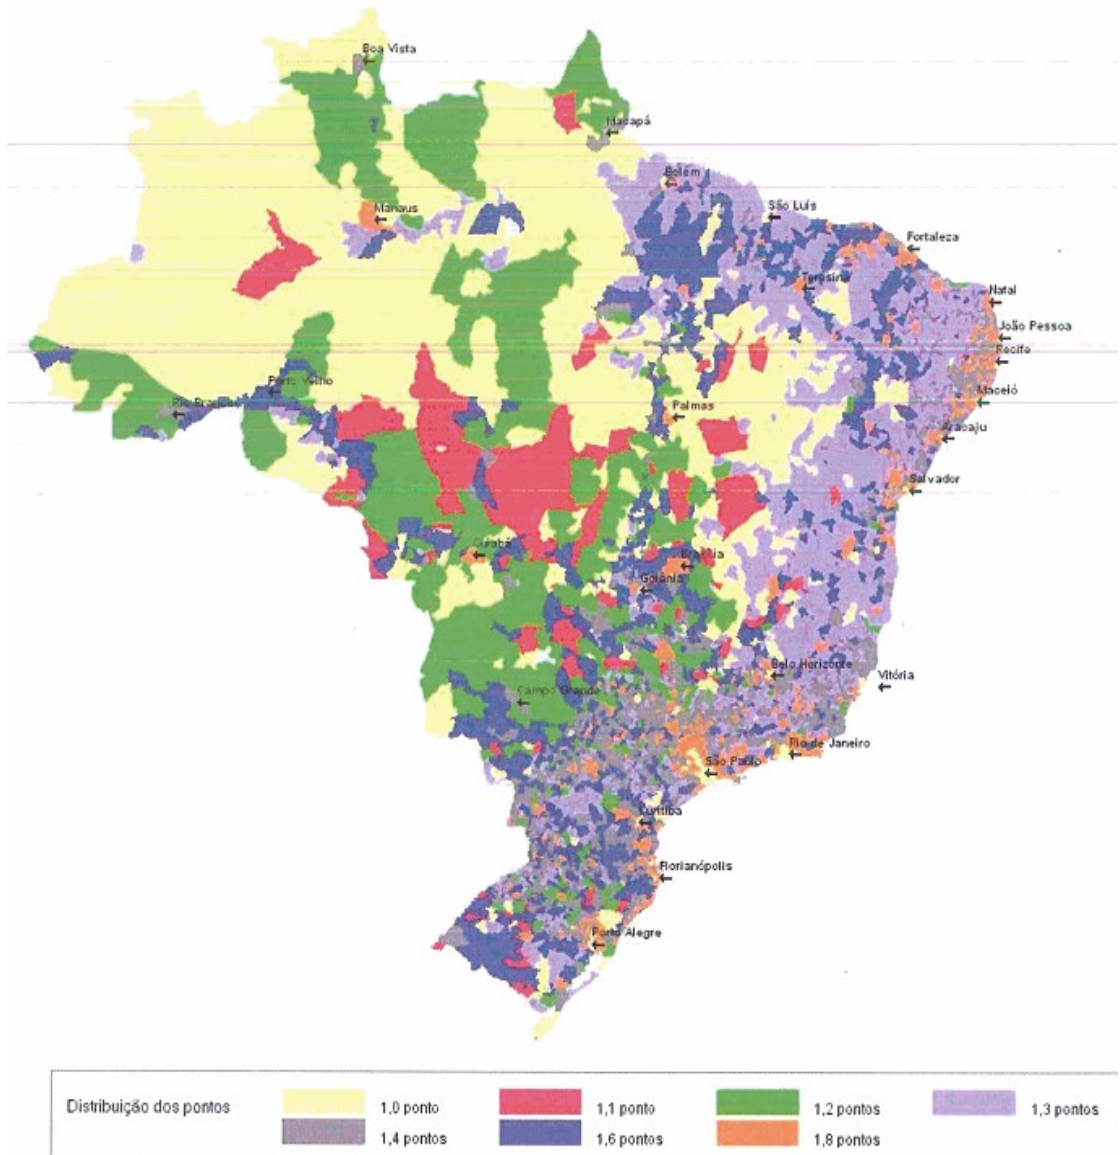 Boa Vista
Macapá
Belém
São Luís
Manaus
Fortaleza
Teresina
Natal
João Pessoa
Recife
Porto Velho
Maceió
Rio Branco
Palmas
Aracaju
Salvador
Cuiabá
Brasília
Goiânia
Belo Horizonte
Vitória
Campo Grande
Rio de Janeiro
São Paulo
Curitiba
Florianópolis
Porto Alegre
Distribuição dos pontos
1,0 ponto
1,1 ponto
1,2 pontos
1,3 pontos
1,4 pontos
1,6 pontos
1,8 pontos